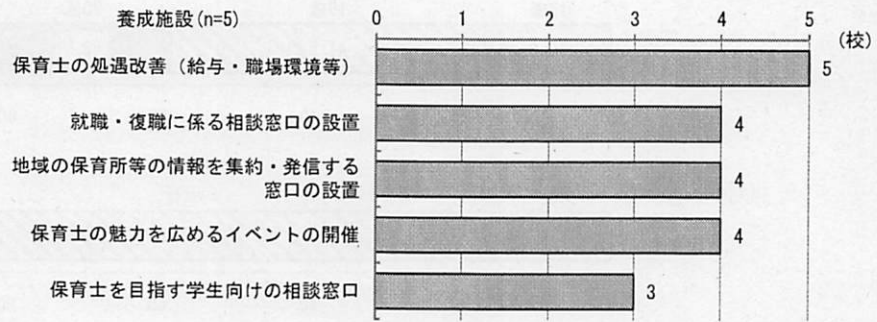 養成施設(n=5)
0 1 2 3 4 5
(校)
保育士の処遇改善（給与・職場環境等） 5
就職・復職に係る相談窓口の設置 4
地域の保育所等の情報を集約・発信する
窓口の設置 4
保育士の魅力を広めるイベントの開催 4
保育士を目指す学生向けの相談窓口 3